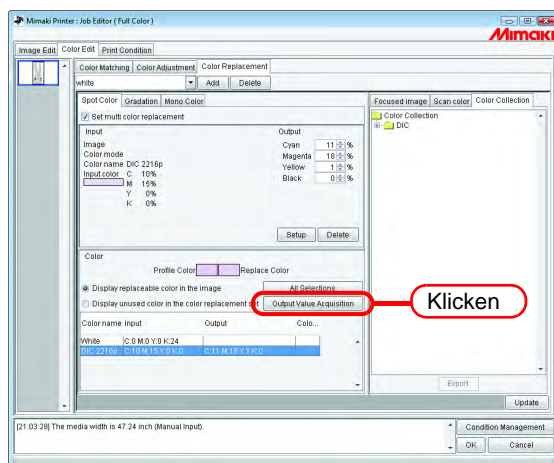 Mimaki Printer : Job Editor ( Full Color )
Mimaki
Image Edit Color Edit Print Condition
Color Matching Color Adjustment Color Replacement
white Add Delete
Spot Color Gradation Mono Color
Set multi color replacement
Input Output
Image
Color mode
Color name DIC 2216p
Input color C 10%
M 15%
Y 0%
K 0%
Cyan 11 %
Magenta 18 %
Yellow 1 %
Black 0 %
Setup Delete
Color
Profile Color Replace Color
Display replaceable color in the image All Selections
Display unused color in the color replacement set Output Value Acquisition
Color name Input Output Colo...
White C:0 M:0 Y:0 K:24
DIC 2216p C:10 M:15 Y:0 K:0 C:11 M:18 Y:1 K:0
Focused image Scan color Color Collection
Color Collection
DIC
Klicken
Export
Update
[21:03:28] The media width is 47.24 inch (Manual Input).
Condition Management
OK Cancel